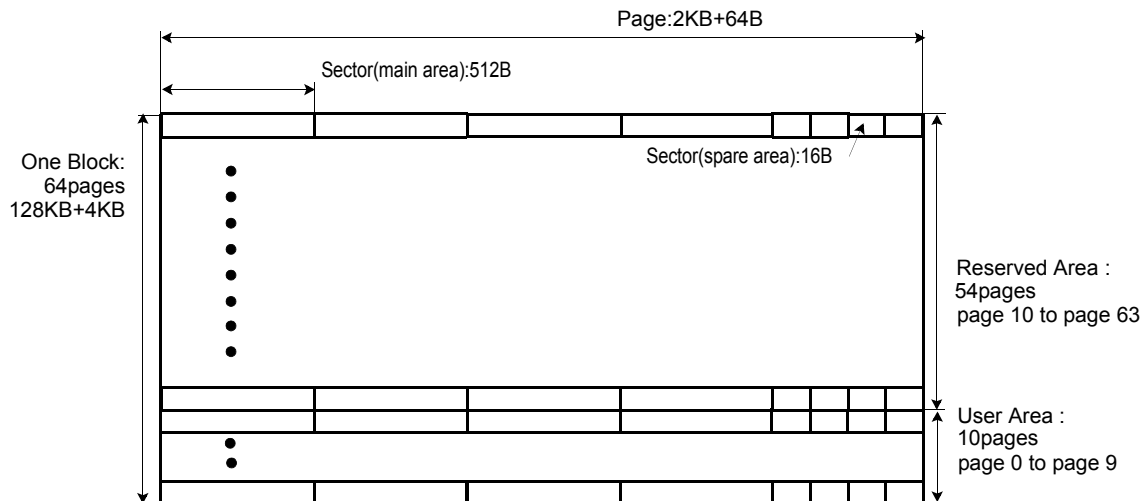 Page:2KB+64B
Sector(main area):512B
Sector(spare area):16B
One Block:
64pages
128KB+4KB
Reserved Area :
54pages
page 10 to page 63
User Area :
10pages
page 0 to page 9